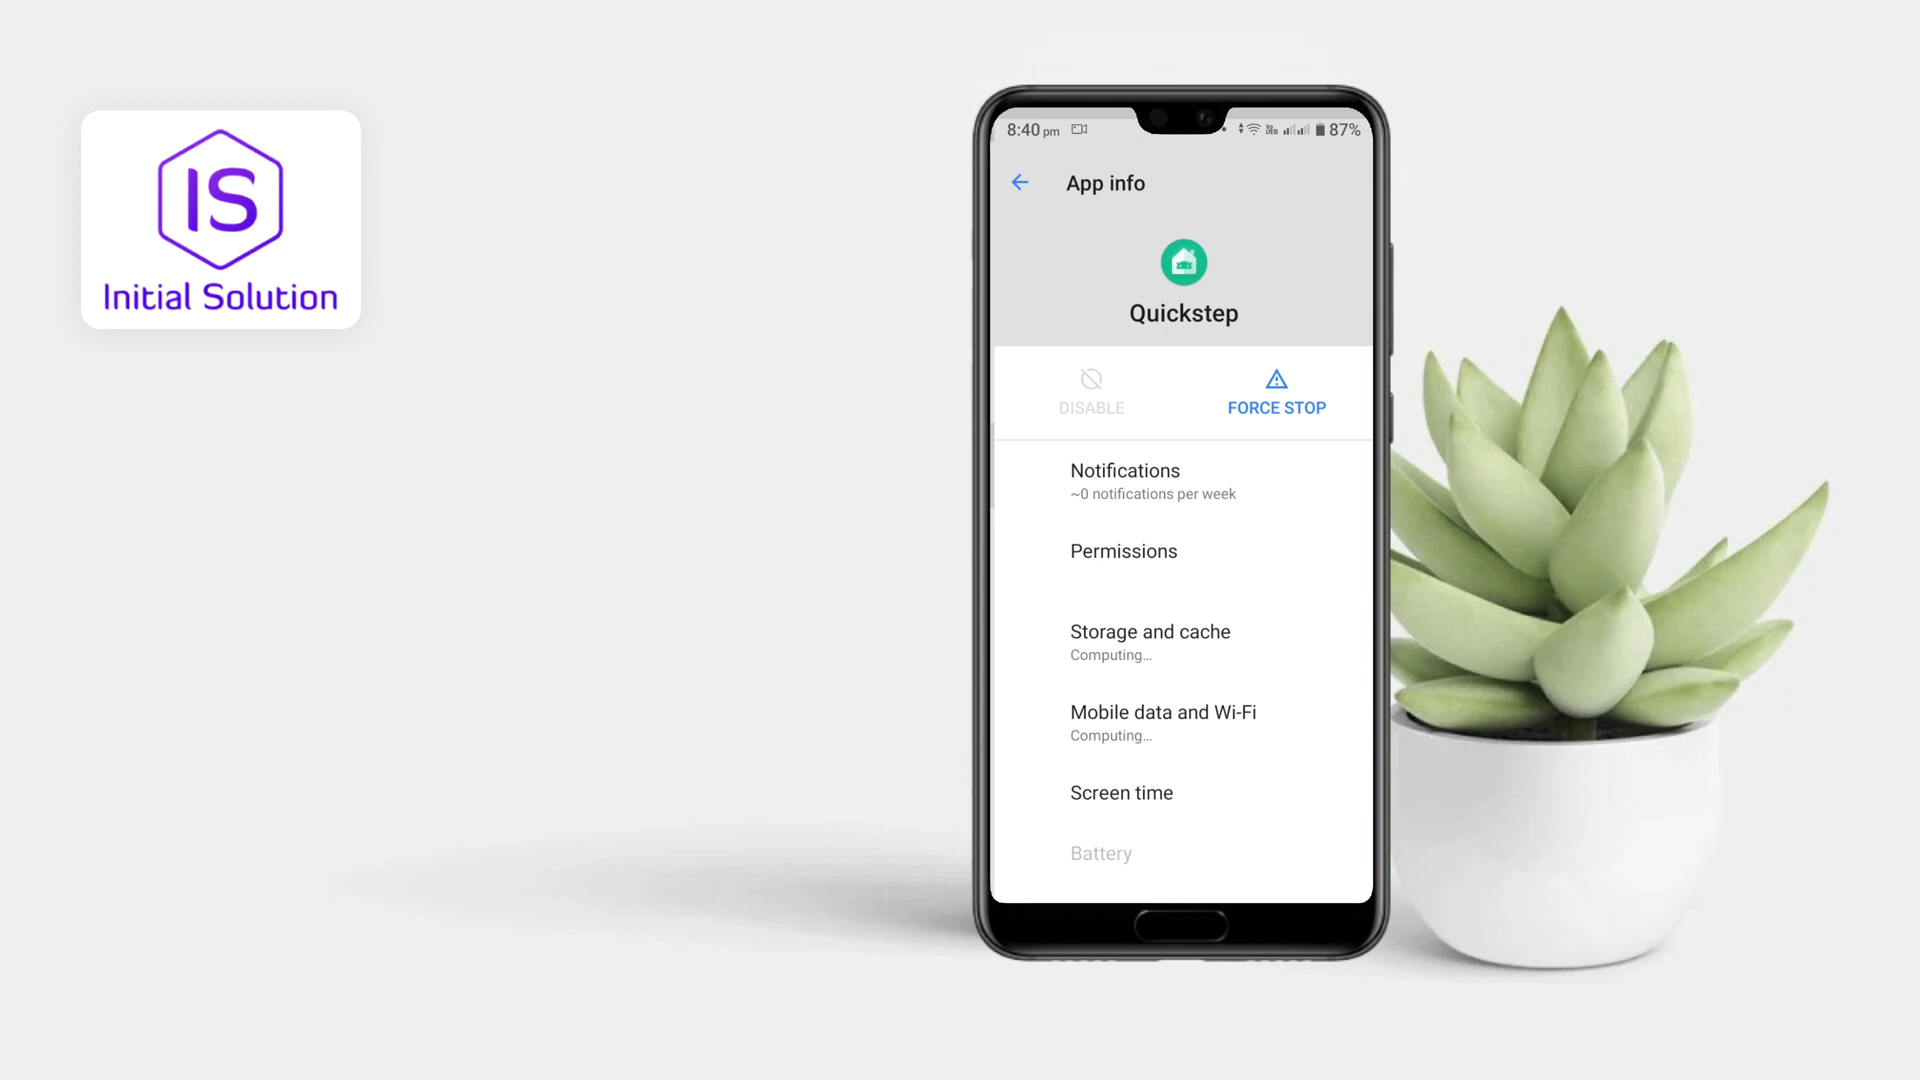 IS
Initial Solution
8:40 pm
87%
App info
Quickstep
DISABLE
FORCE STOP
Notifications
~0 notifications per week
Permissions
Storage and cache
Computing...
Mobile data and Wi-Fi
Computing...
Screen time
Battery